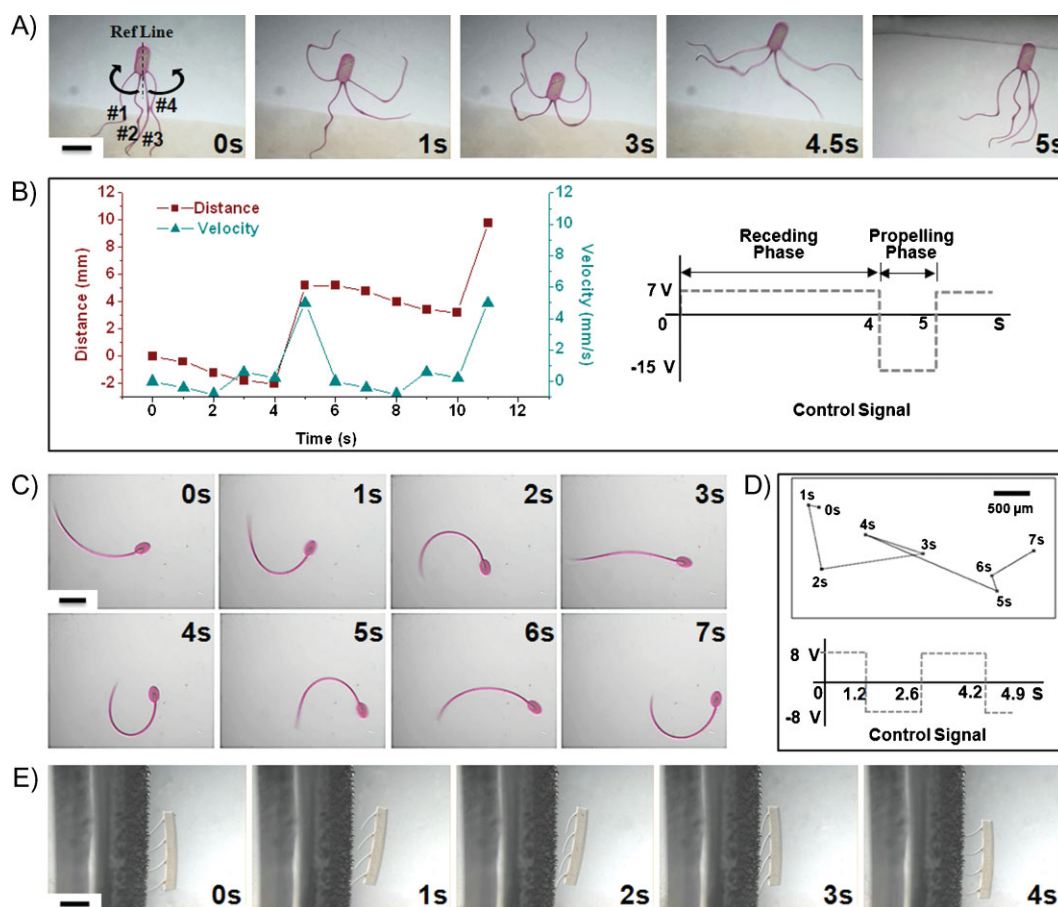 A)
Ref Line
#1
#2
#3
#4
0s
1s
3s
4.5s
5s
B)
Distance
Velocity
12
10
8
6
4
2
0
-2
Distance (mm)
0 2 4 6 8 10 12
Time (s)
12
10
8
6
4
2
0
Velocity (mm/s)
Receding Phase
Propelling Phase
7 V
0
4
5
S
-15 V
Control Signal
C)
0s
1s
2s
3s
4s
5s
6s
7s
D)
1s
0s
500 µm
4s
3s
7s
2s
6s
5s
8 V
0
1.2
2.6
4.2
4.9
S
-8 V
Control Signal
E)
0s
1s
2s
3s
4s